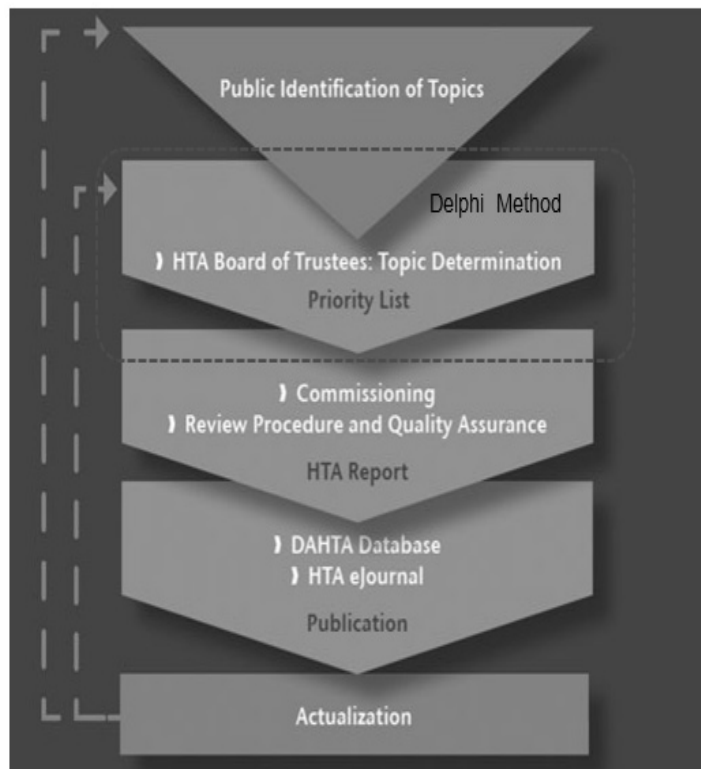 Public Identification of Topics
Delphi Method
❫ HTA Board of Trustees: Topic Determination
Priority List
❫ Commissioning
❫ Review Procedure and Quality Assurance
HTA Report
❫ DAHTA Database
❫ HTA eJournal
Publication
Actualization